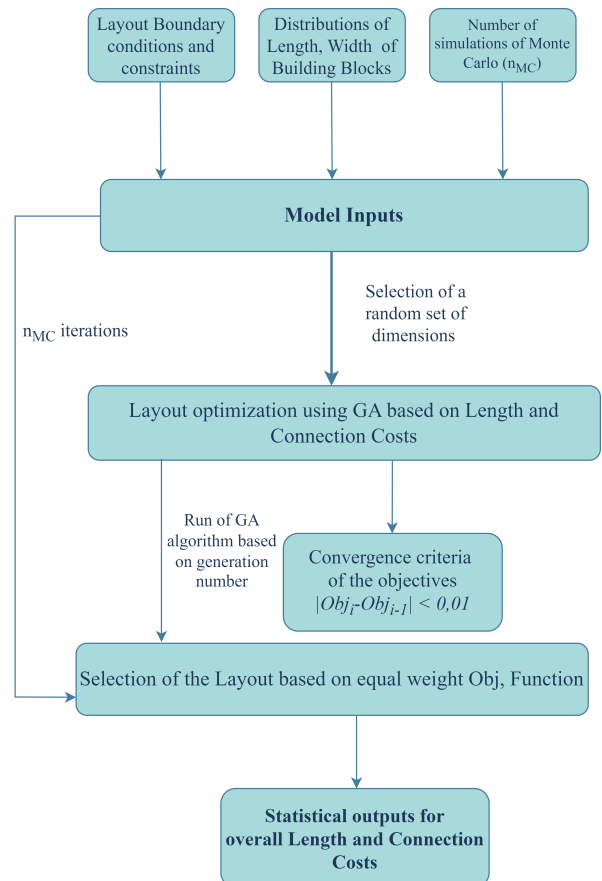 Layout Boundary
conditions and
constraints
Distributions of
Length, Width of
Building Blocks
Number of
simulations of Monte
Carlo (nMC)
Model Inputs
nMC iterations
Selection of a
random set of
dimensions
Layout optimization using GA based on Length and
Connection Costs
Run of GA
algorithm based
on generation
number
Convergence criteria
of the objectives
|Obji-Obji-1| < 0,01
Selection of the Layout based on equal weight Obj, Function
Statistical outputs for
overall Length and Connection
Costs